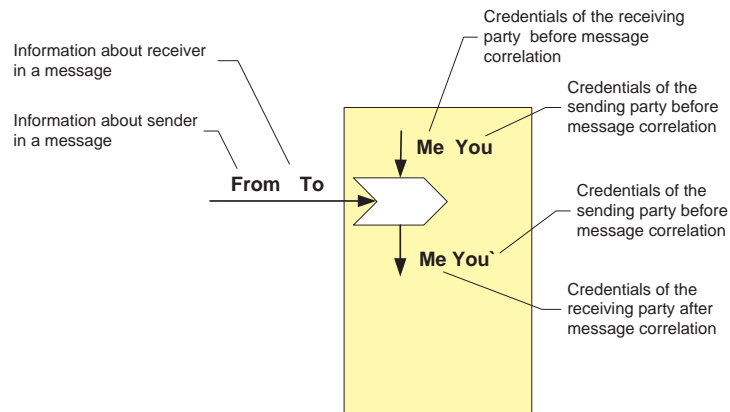 Credentials of the receiving
party before message
correlation
Information about receiver
in a message
Credentials of the
sending party before
message correlation
Information about sender
in a message
Me You
From To
Credentials of the
sending party before
message correlation
Me You`
Credentials of the
receiving party after
message correlation